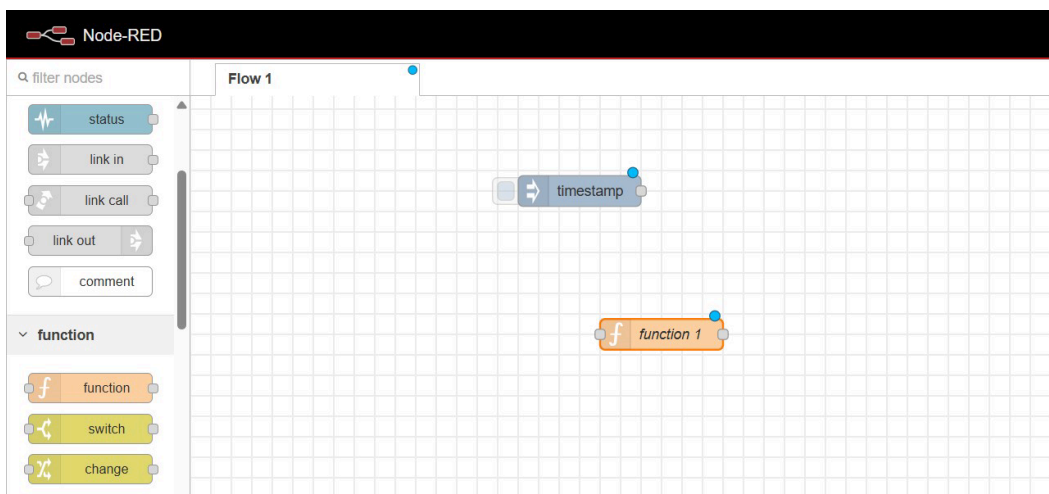 Node-RED
filter nodes
Flow 1
status
link in
link call
link out
comment
function
function
switch
change
timestamp
function 1